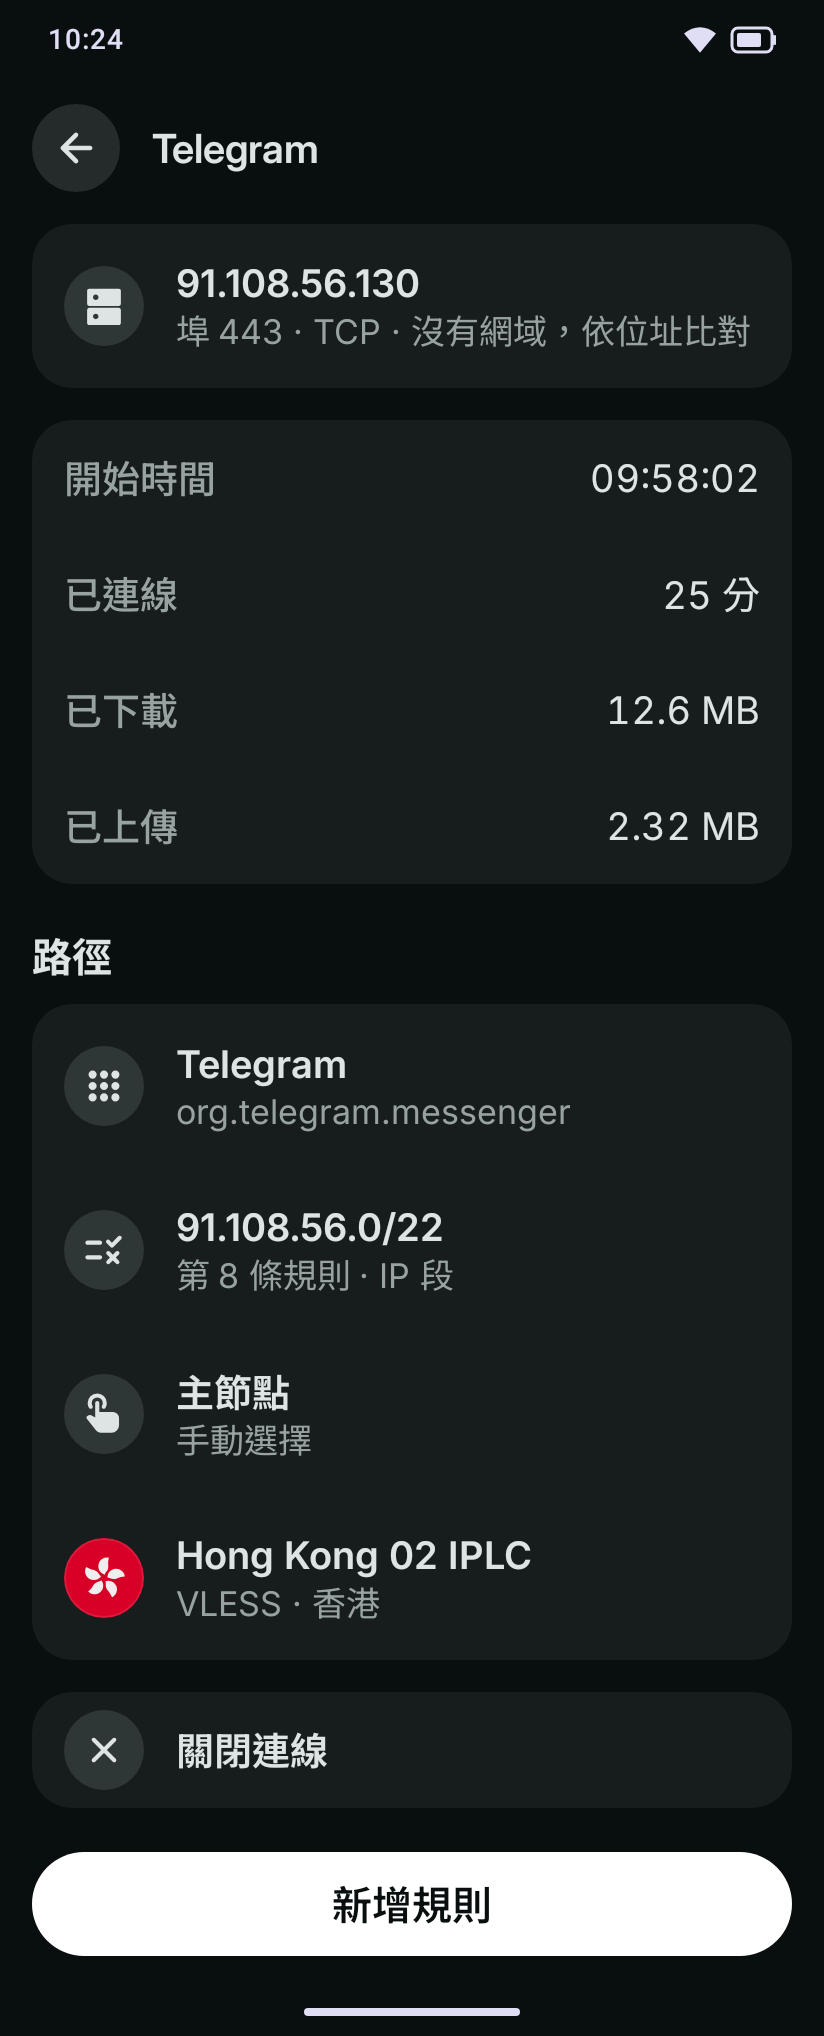 10:24
Telegram
91.108.56.130
埠 443 · TCP · 沒有網域，依位址比對
開始時間
09:58:02
已連線
25 分
已下載
12.6 MB
已上傳
2.32 MB
路徑
Telegram
org.telegram.messenger
91.108.56.0/22
第 8 條規則 · IP 段
主節點
手動選擇
Hong Kong 02 IPLC
VLESS · 香港
關閉連線
新增規則